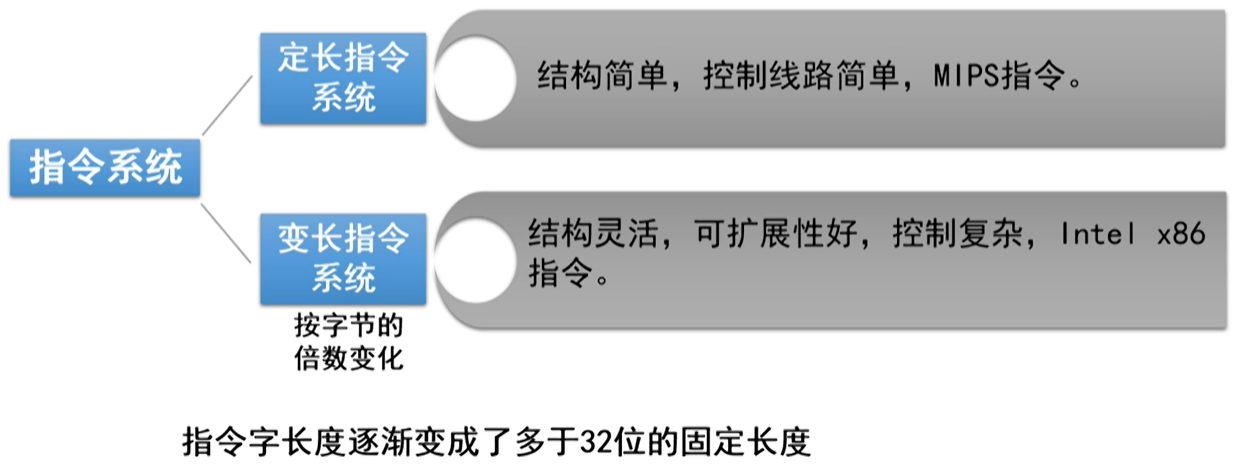 定长指令
系统
结构简单，控制线路简单，MIPS指令。
指令系统
变长指令
系统
结构灵活，可扩展性好，控制复杂，Intel x86
指令。
按字节的
倍数变化
指令字长度逐渐变成了多于32位的固定长度